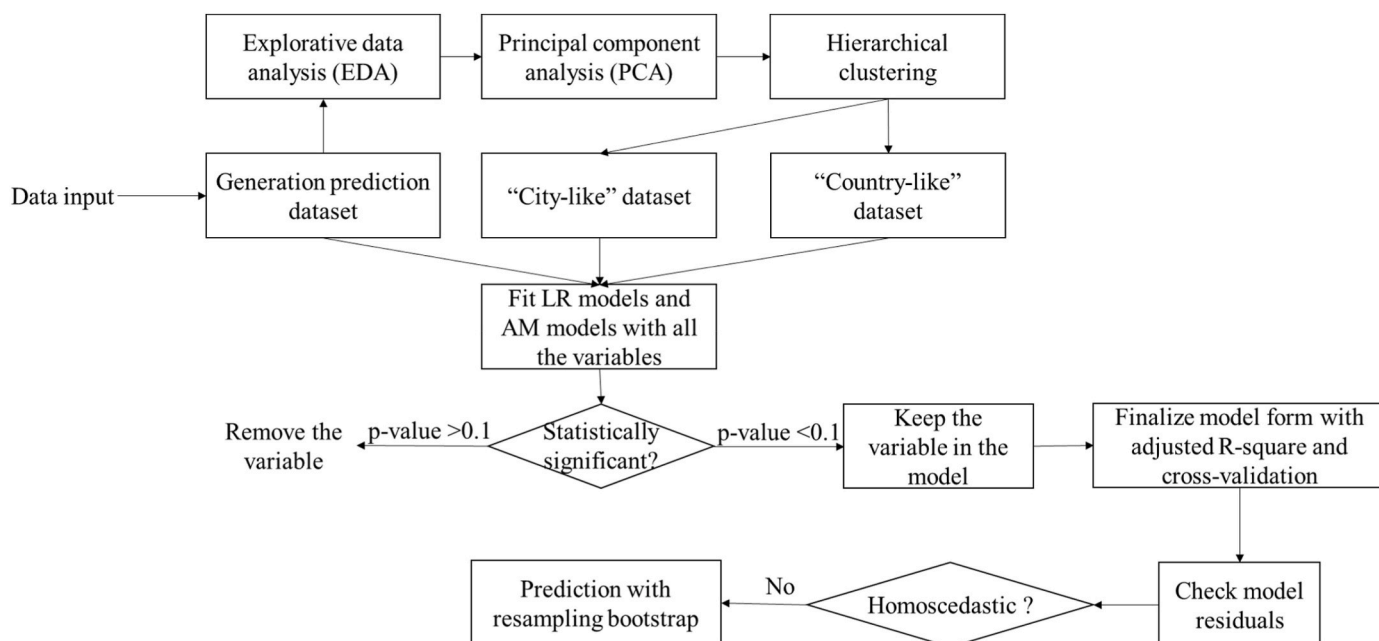 Explorative data
analysis (EDA)
Principal component
analysis (PCA)
Hierarchical
clustering
Data input
Generation prediction
dataset
“City-like” dataset
“Country-like”
dataset
Fit LR models and
AM models with all
the variables
Remove the
variable
p-value >0.1
Statistically
significant?
p-value <0.1
Keep the
variable in the
model
Finalize model form with
adjusted R-square and
cross-validation
Prediction with
resampling bootstrap
No
Homoscedastic ?
Check model
residuals